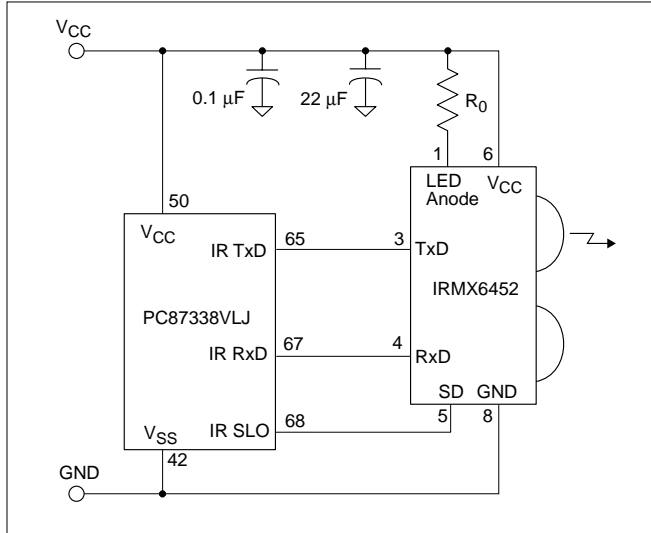 VCC
0.1 μF
22 μF
R0
1
6
LED
Anode
VCC
50
VCC
IR TxD
65
3
TxD
IRMX6452
PC87338VLJ
IR RxD
67
4
RxD
SD
GND
IR SLO
68
5
8
VSS
42
GND